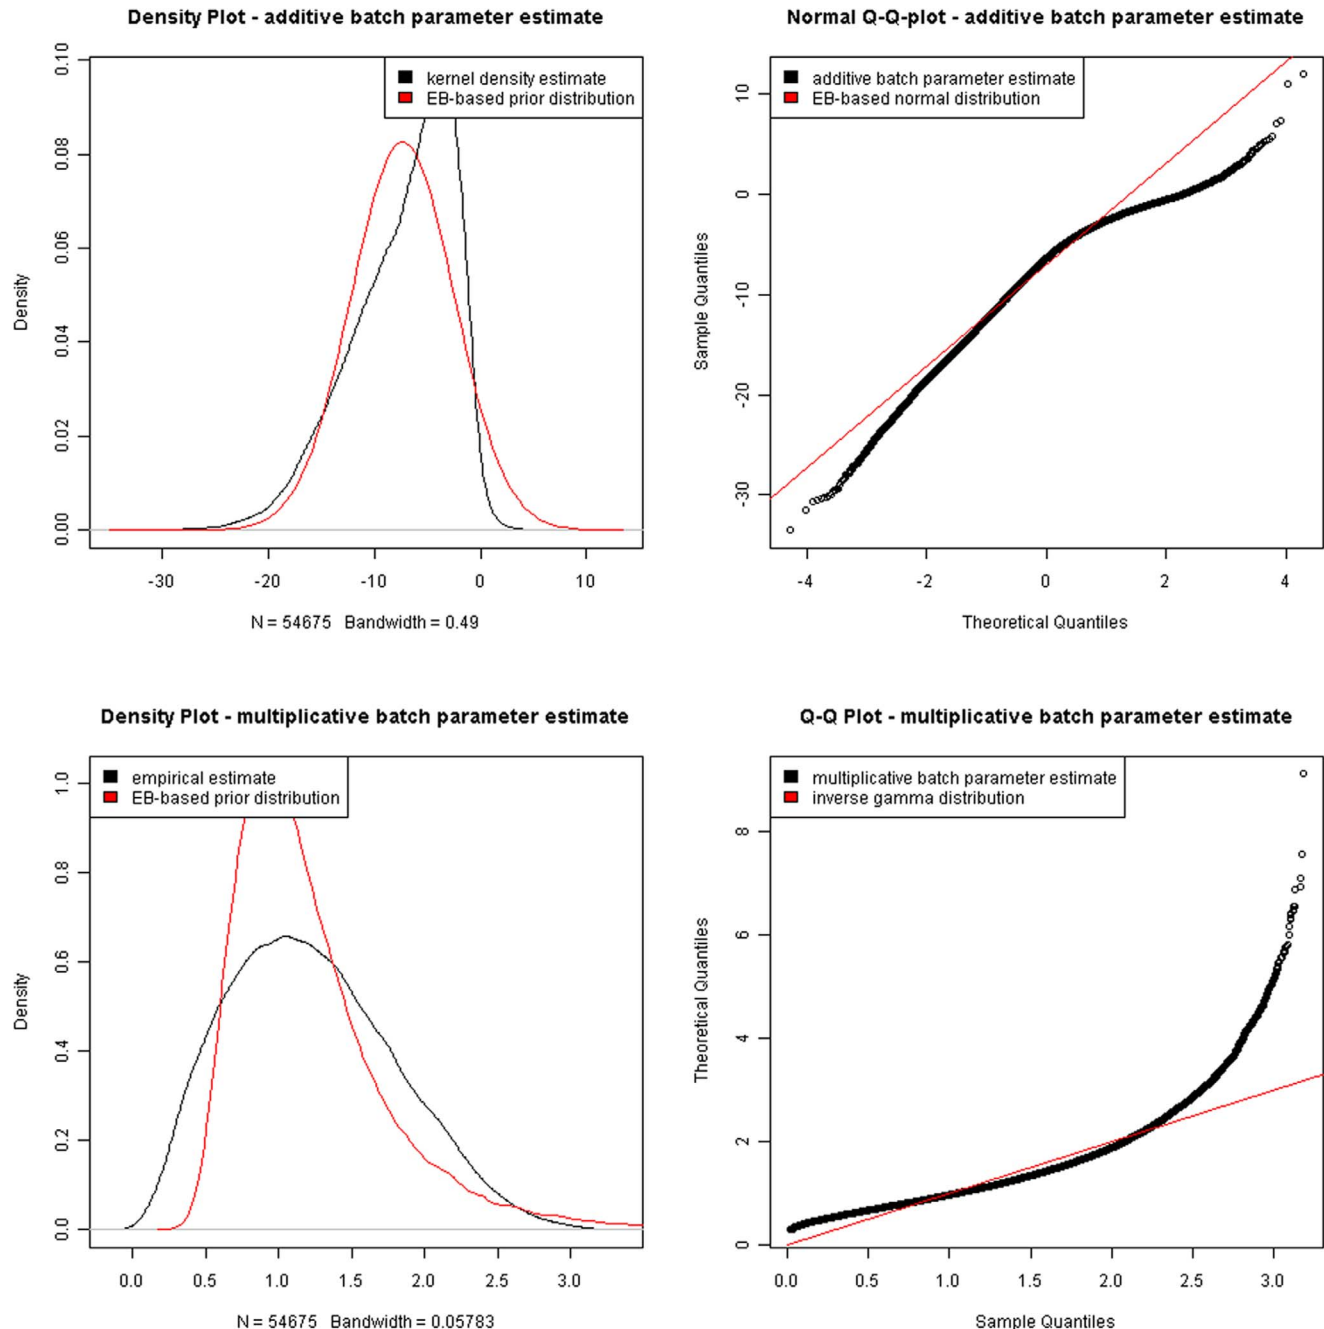 Density Plot - additive batch parameter estimate
kernel density estimate
EB-based prior distribution
Density
0.00 0.02 0.04 0.06 0.08 0.10
-30 -20 -10 0 10
N = 54675 Bandwidth = 0.49
Normal Q-Q-plot - additive batch parameter estimate
additive batch parameter estimate
EB-based normal distribution
Sample Quantiles
-30 -20 -10 0 10
-4 -2 0 2 4
Theoretical Quantiles
Density Plot - multiplicative batch parameter estimate
empirical estimate
EB-based prior distribution
Density
0.0 0.2 0.4 0.6 0.8 1.0
0.0 0.5 1.0 1.5 2.0 2.5 3.0
N = 54675 Bandwidth = 0.05783
Q-Q Plot - multiplicative batch parameter estimate
multiplicative batch parameter estimate
inverse gamma distribution
Theoretical Quantiles
0 2 4 6 8
0.0 0.5 1.0 1.5 2.0 2.5 3.0
Sample Quantiles